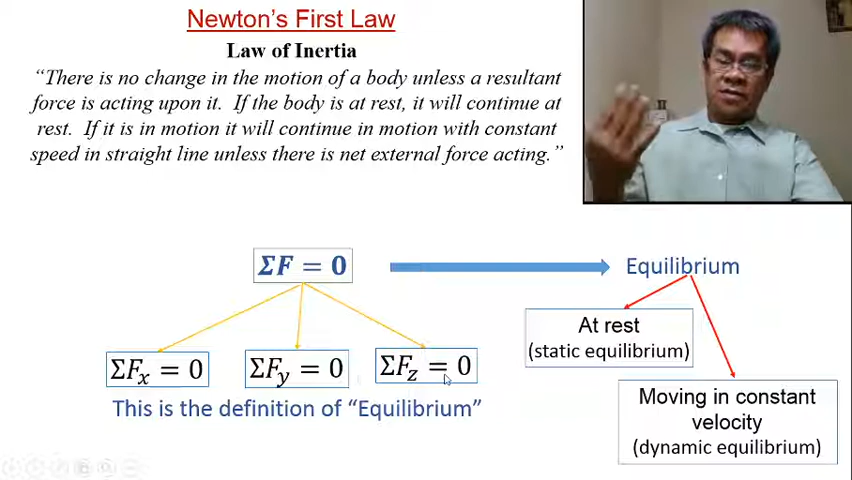 Newton's First Law
Law of Inertia
“There is no change in the motion of a body unless a resultant
force is acting upon it. If the body is at rest, it will continue at
rest. If it is in motion it will continue in motion with constant
speed in straight line unless there is net external force acting.”
ΣF = 0
Equilibrium
At rest
(static equilibrium)
ΣFx = 0
ΣFy = 0
ΣFz = 0
This is the definition of “Equilibrium”
Moving in constant
velocity
(dynamic equilibrium)